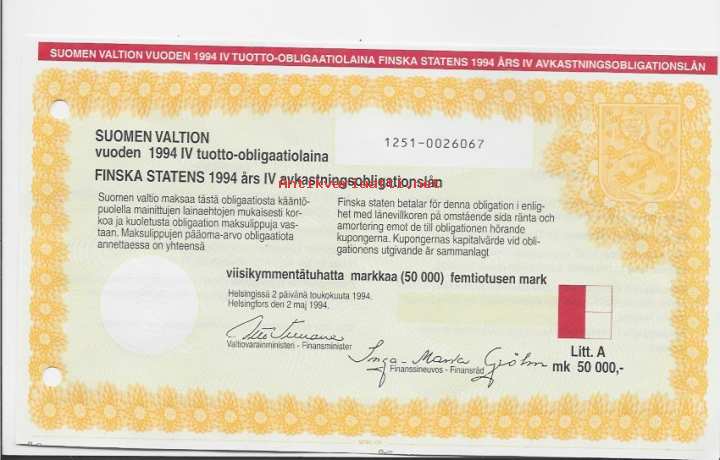 SUOMEN VALTION VUODEN 1994 IV TUOTTO-OBLIGAATIOLAINA FINSKA STATENS 1994 ÅRS IV AVKASTNINGSOBLIGATIONSLÅN
SUOMEN VALTION
vuoden 1994 IV tuotto-obligaatiolaina
1251-0026067
FINSKA STATENS 1994 års IV avkastningsobligationslån
Antikvariaatti.net
Suomen valtio maksaa tästä obligaatiosta kääntö-
puolella mainittujen lainaehtojen mukaisesti kor-
koa ja kuoletusta obligaation maksulippuja vas-
taan. Maksulippujen pääoma-arvo obligaatiota
annettaessa on yhteensä
Finska staten betalar för denna obligation i enlig-
het med lånevillkoren på omstående sida ränta och
amortering emot de till obligationen hörande
kupongerna. Kupongernas kapitalvärde vid obli-
gationens utgivande är sammanlagt
viisikymmentätuhatta markkaa (50 000) femtiotusen mark
Helsingissä 2 päivänä toukokuuta 1994.
Helsingfors den 2 maj 1994.
Valtiovarainministeri - Finansminister
Inga-Maria Grohn
Finanssineuvos - Finansråd
Litt. A
mk 50 000,-